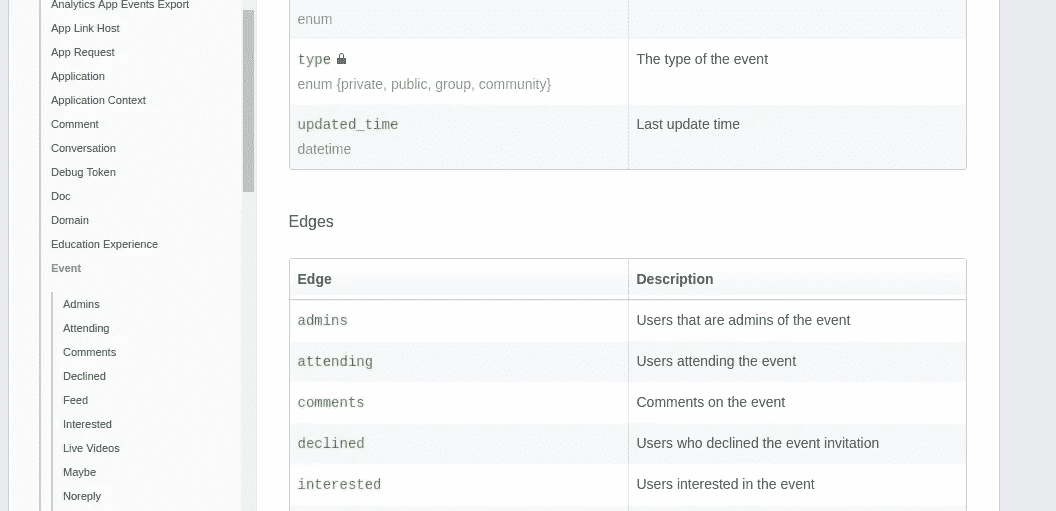 Analytics App Events Export
App Link Host
App Request
Application
Application Context
Comment
Conversation
Debug Token
Doc
Domain
Education Experience
Event
Admins
Attending
Comments
Declined
Feed
Interested
Live Videos
Maybe
Noreply
enum
type The type of the event
enum {private, public, group, community}
updated_time Last update time
datetime
Edges
Edge Description
admins Users that are admins of the event
attending Users attending the event
comments Comments on the event
declined Users who declined the event invitation
interested Users interested in the event